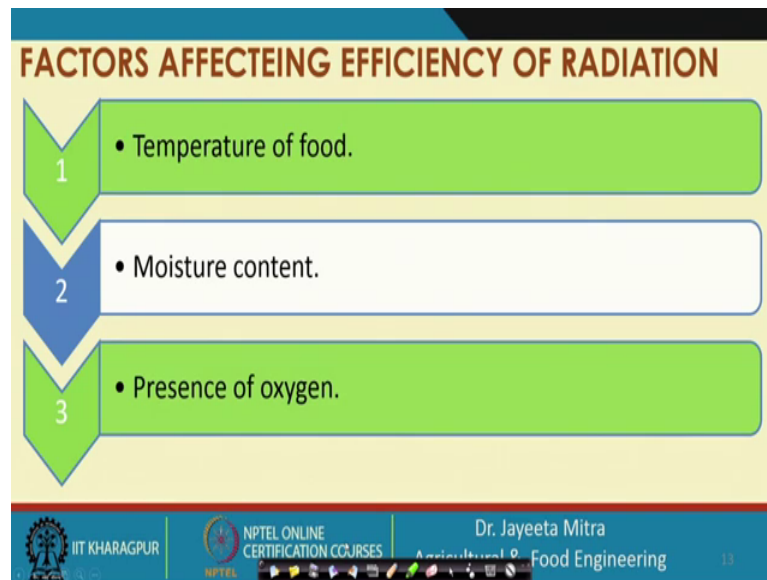 FACTORS AFFECTEING EFFICIENCY OF RADIATION
1
• Temperature of food.
2
• Moisture content.
3
• Presence of oxygen.
IIT KHARAGPUR
NPTEL
NPTEL ONLINE
CERTIFICATION COURSES
Dr. Jayeeta Mitra
Agricultural & Food Engineering
13